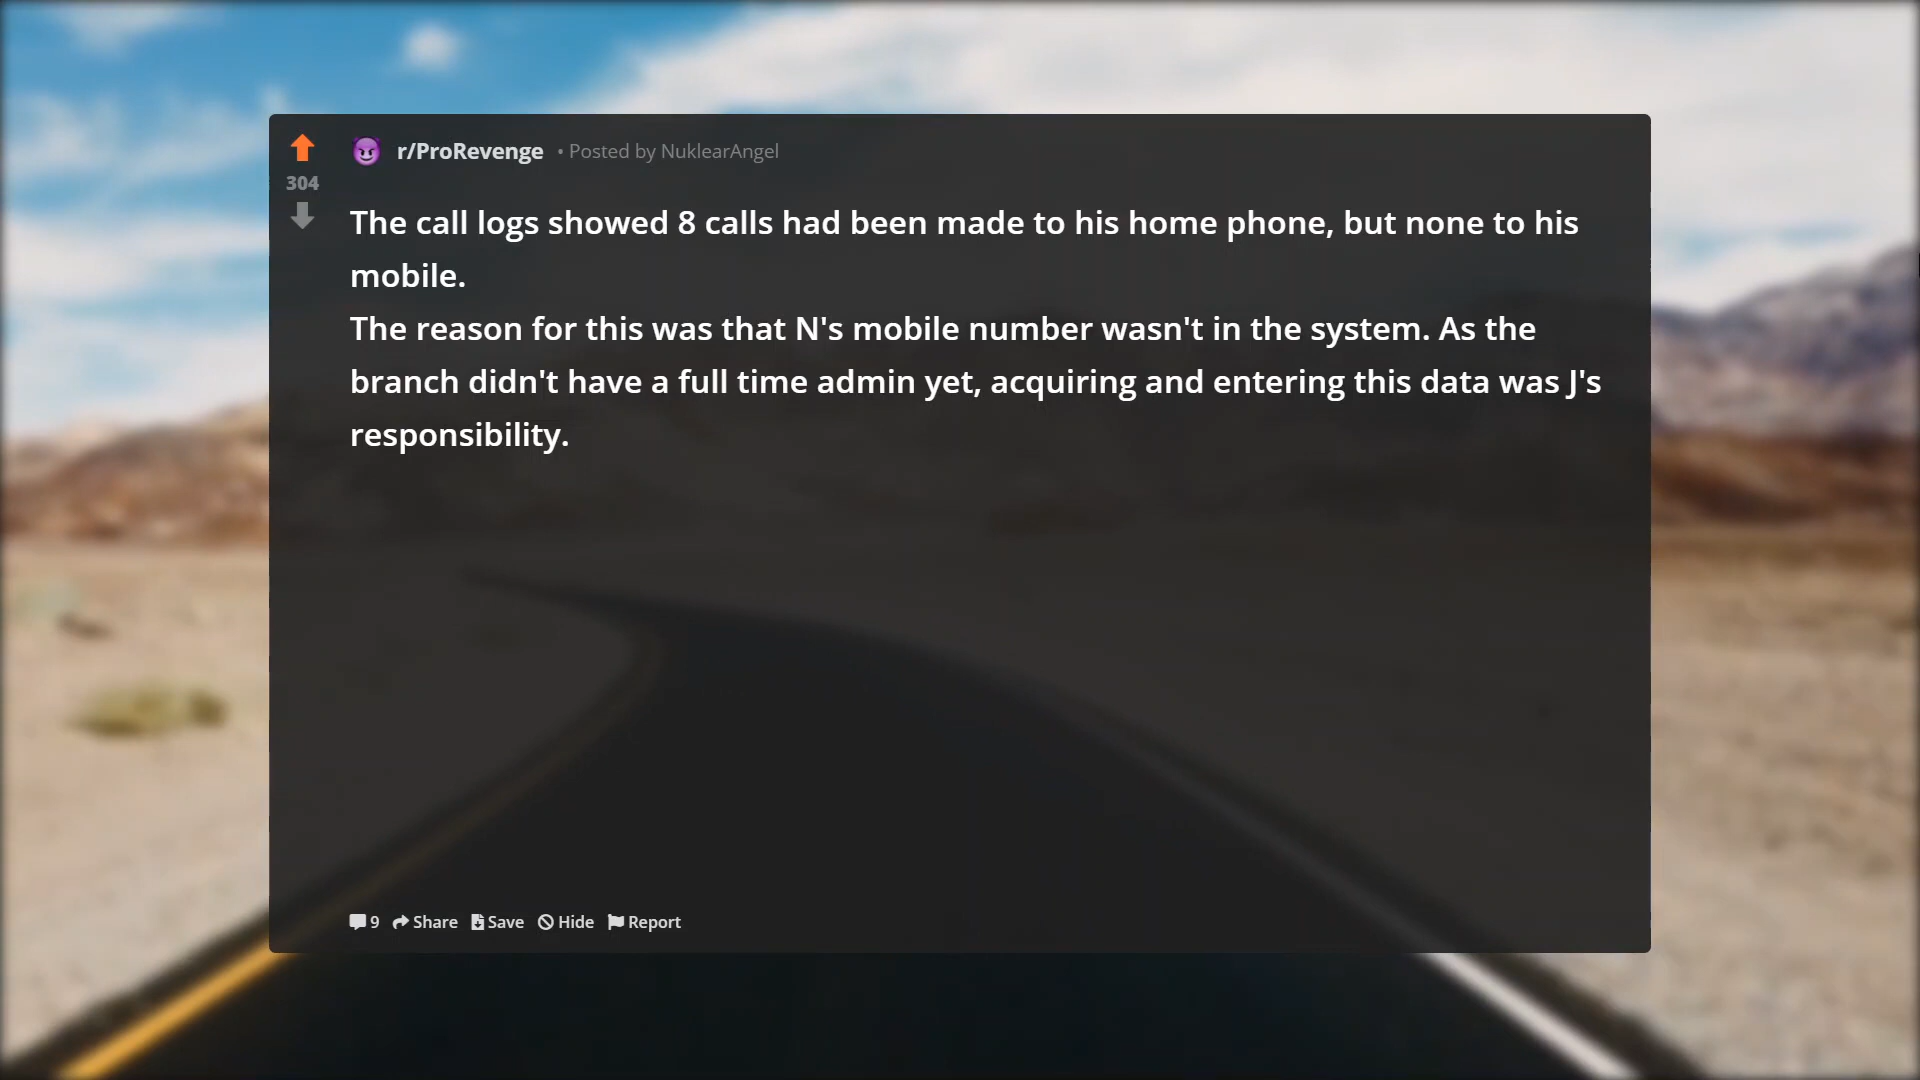 r/ProRevenge • Posted by NuklearAngel
304
The call logs showed 8 calls had been made to his home phone, but none to his
mobile.
The reason for this was that N's mobile number wasn't in the system. As the
branch didn't have a full time admin yet, acquiring and entering this data was J's
responsibility.
9 Share Save Hide Report